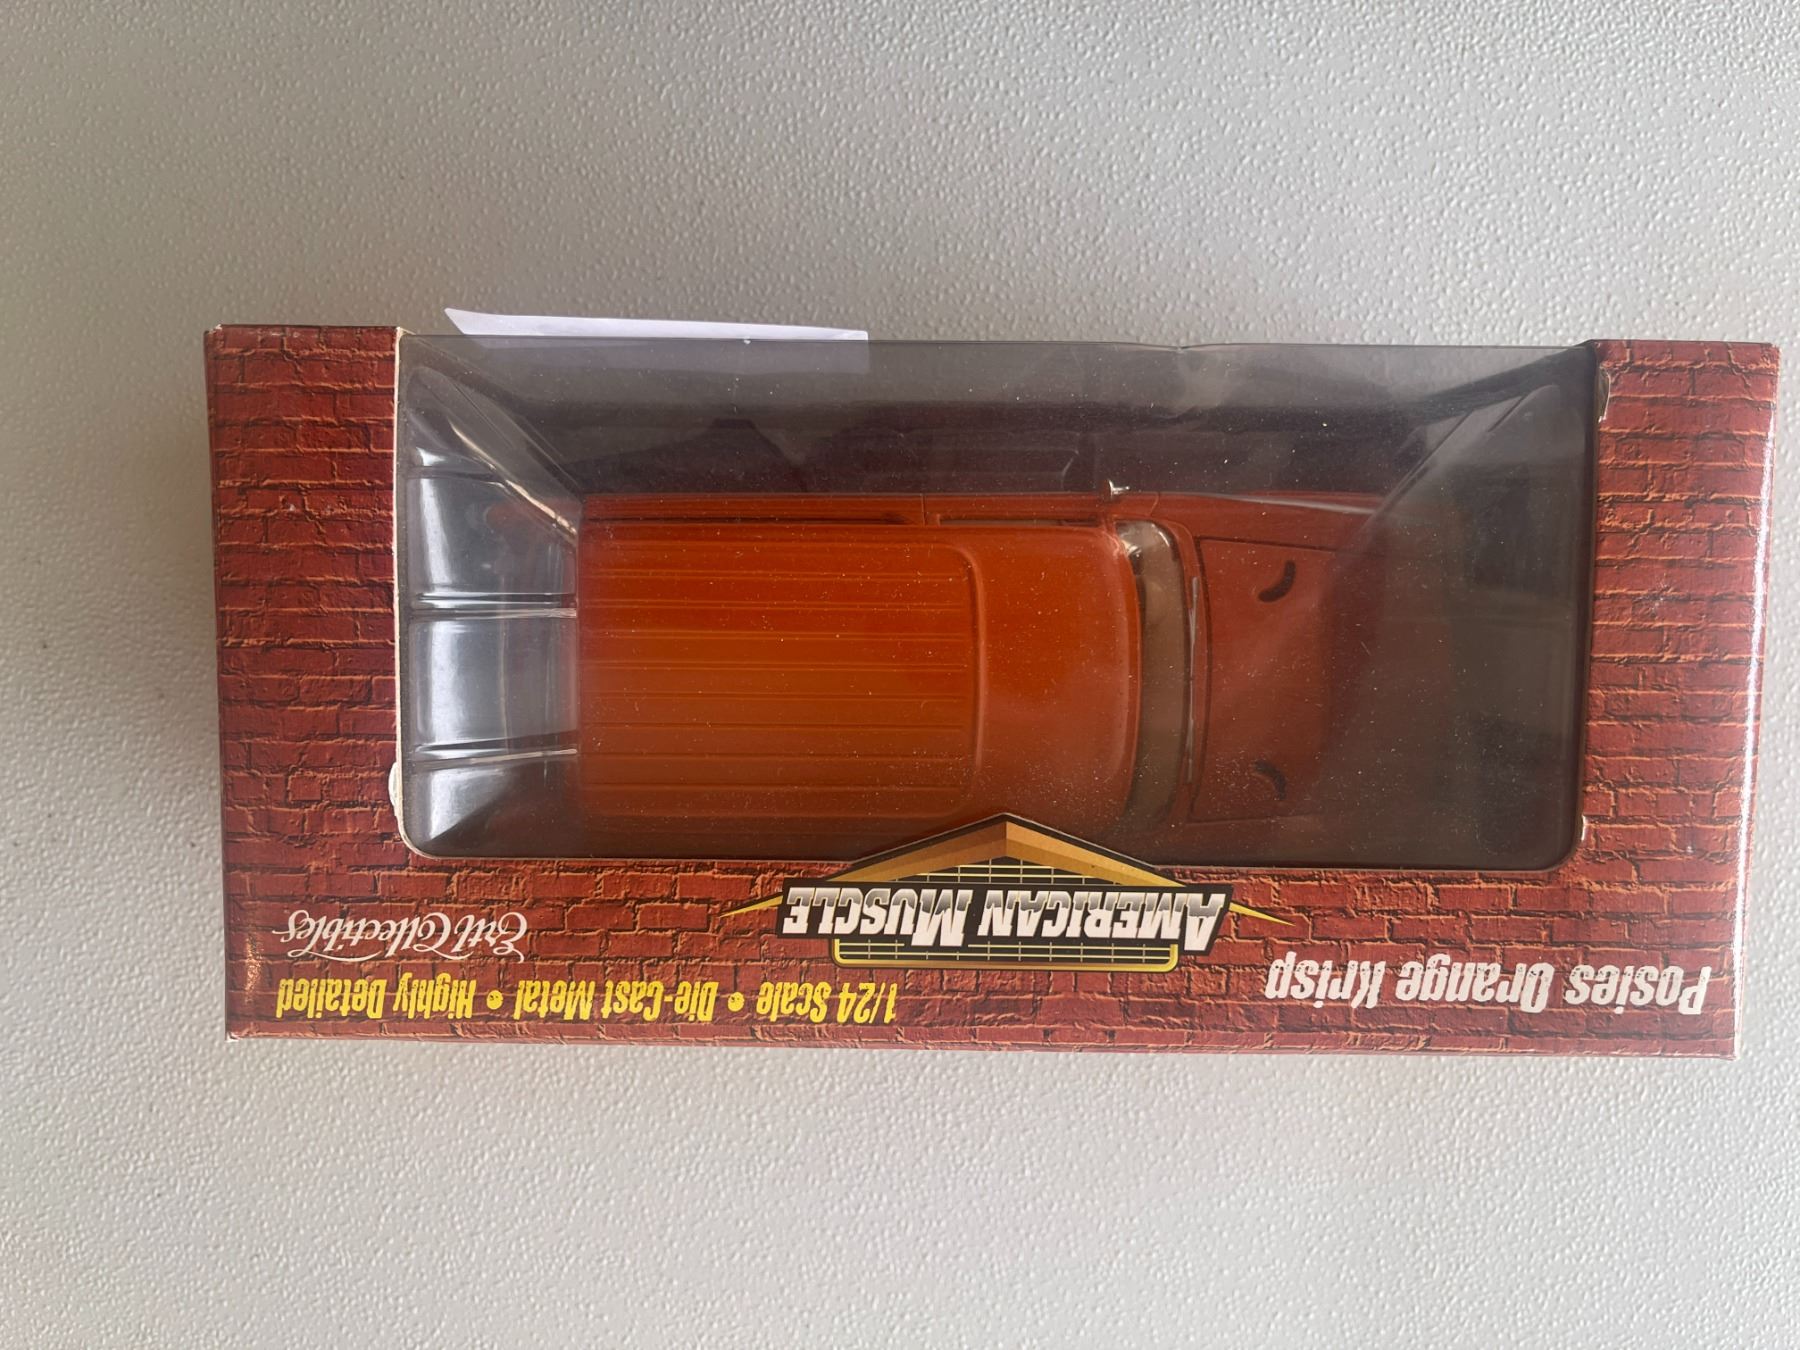 Posies Orange Krisp
AMERICAN MUSCLE
Ertl Collectibles
1/24 Scale • Die-Cast Metal • Highly Detailed